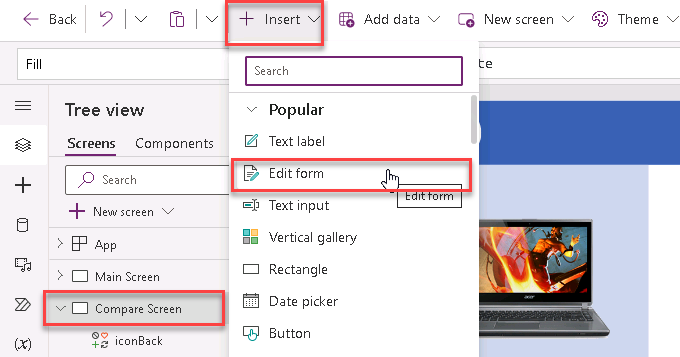 Back
Insert
Add data
New screen
Theme
Fill
Search
Tree view
Popular
Screens Components
Text label
Search
Edit form
Edit form
New screen
Text input
App
Vertical gallery
Main Screen
Rectangle
Compare Screen
Date picker
iconBack
Button
(x)
acer